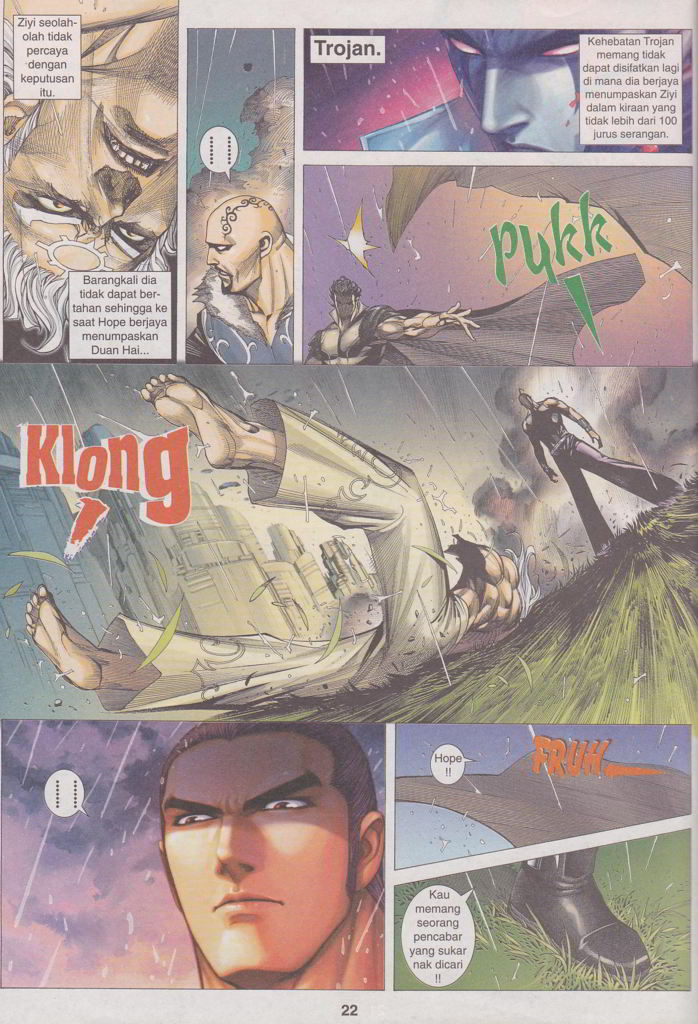 Ziyi seolah-
olah tidak
percaya
dengan
keputusan
itu.
Barangkali dia
tidak dapat ber-
tahan sehingga ke
saat Hope berjaya
menumpaskan
Duan Hai...
!!
Trojan.
Kehebatan Trojan
memang tidak
dapat disifatkan lagi
di mana dia berjaya
menumpaskan Ziyi
dalam kiraan yang
tidak lebih dari 100
jurus serangan.
pykk
Klong
Hope
!!
FRUH
Kau
memang
seorang
pencabar
yang sukar
nak dicari
!!
22